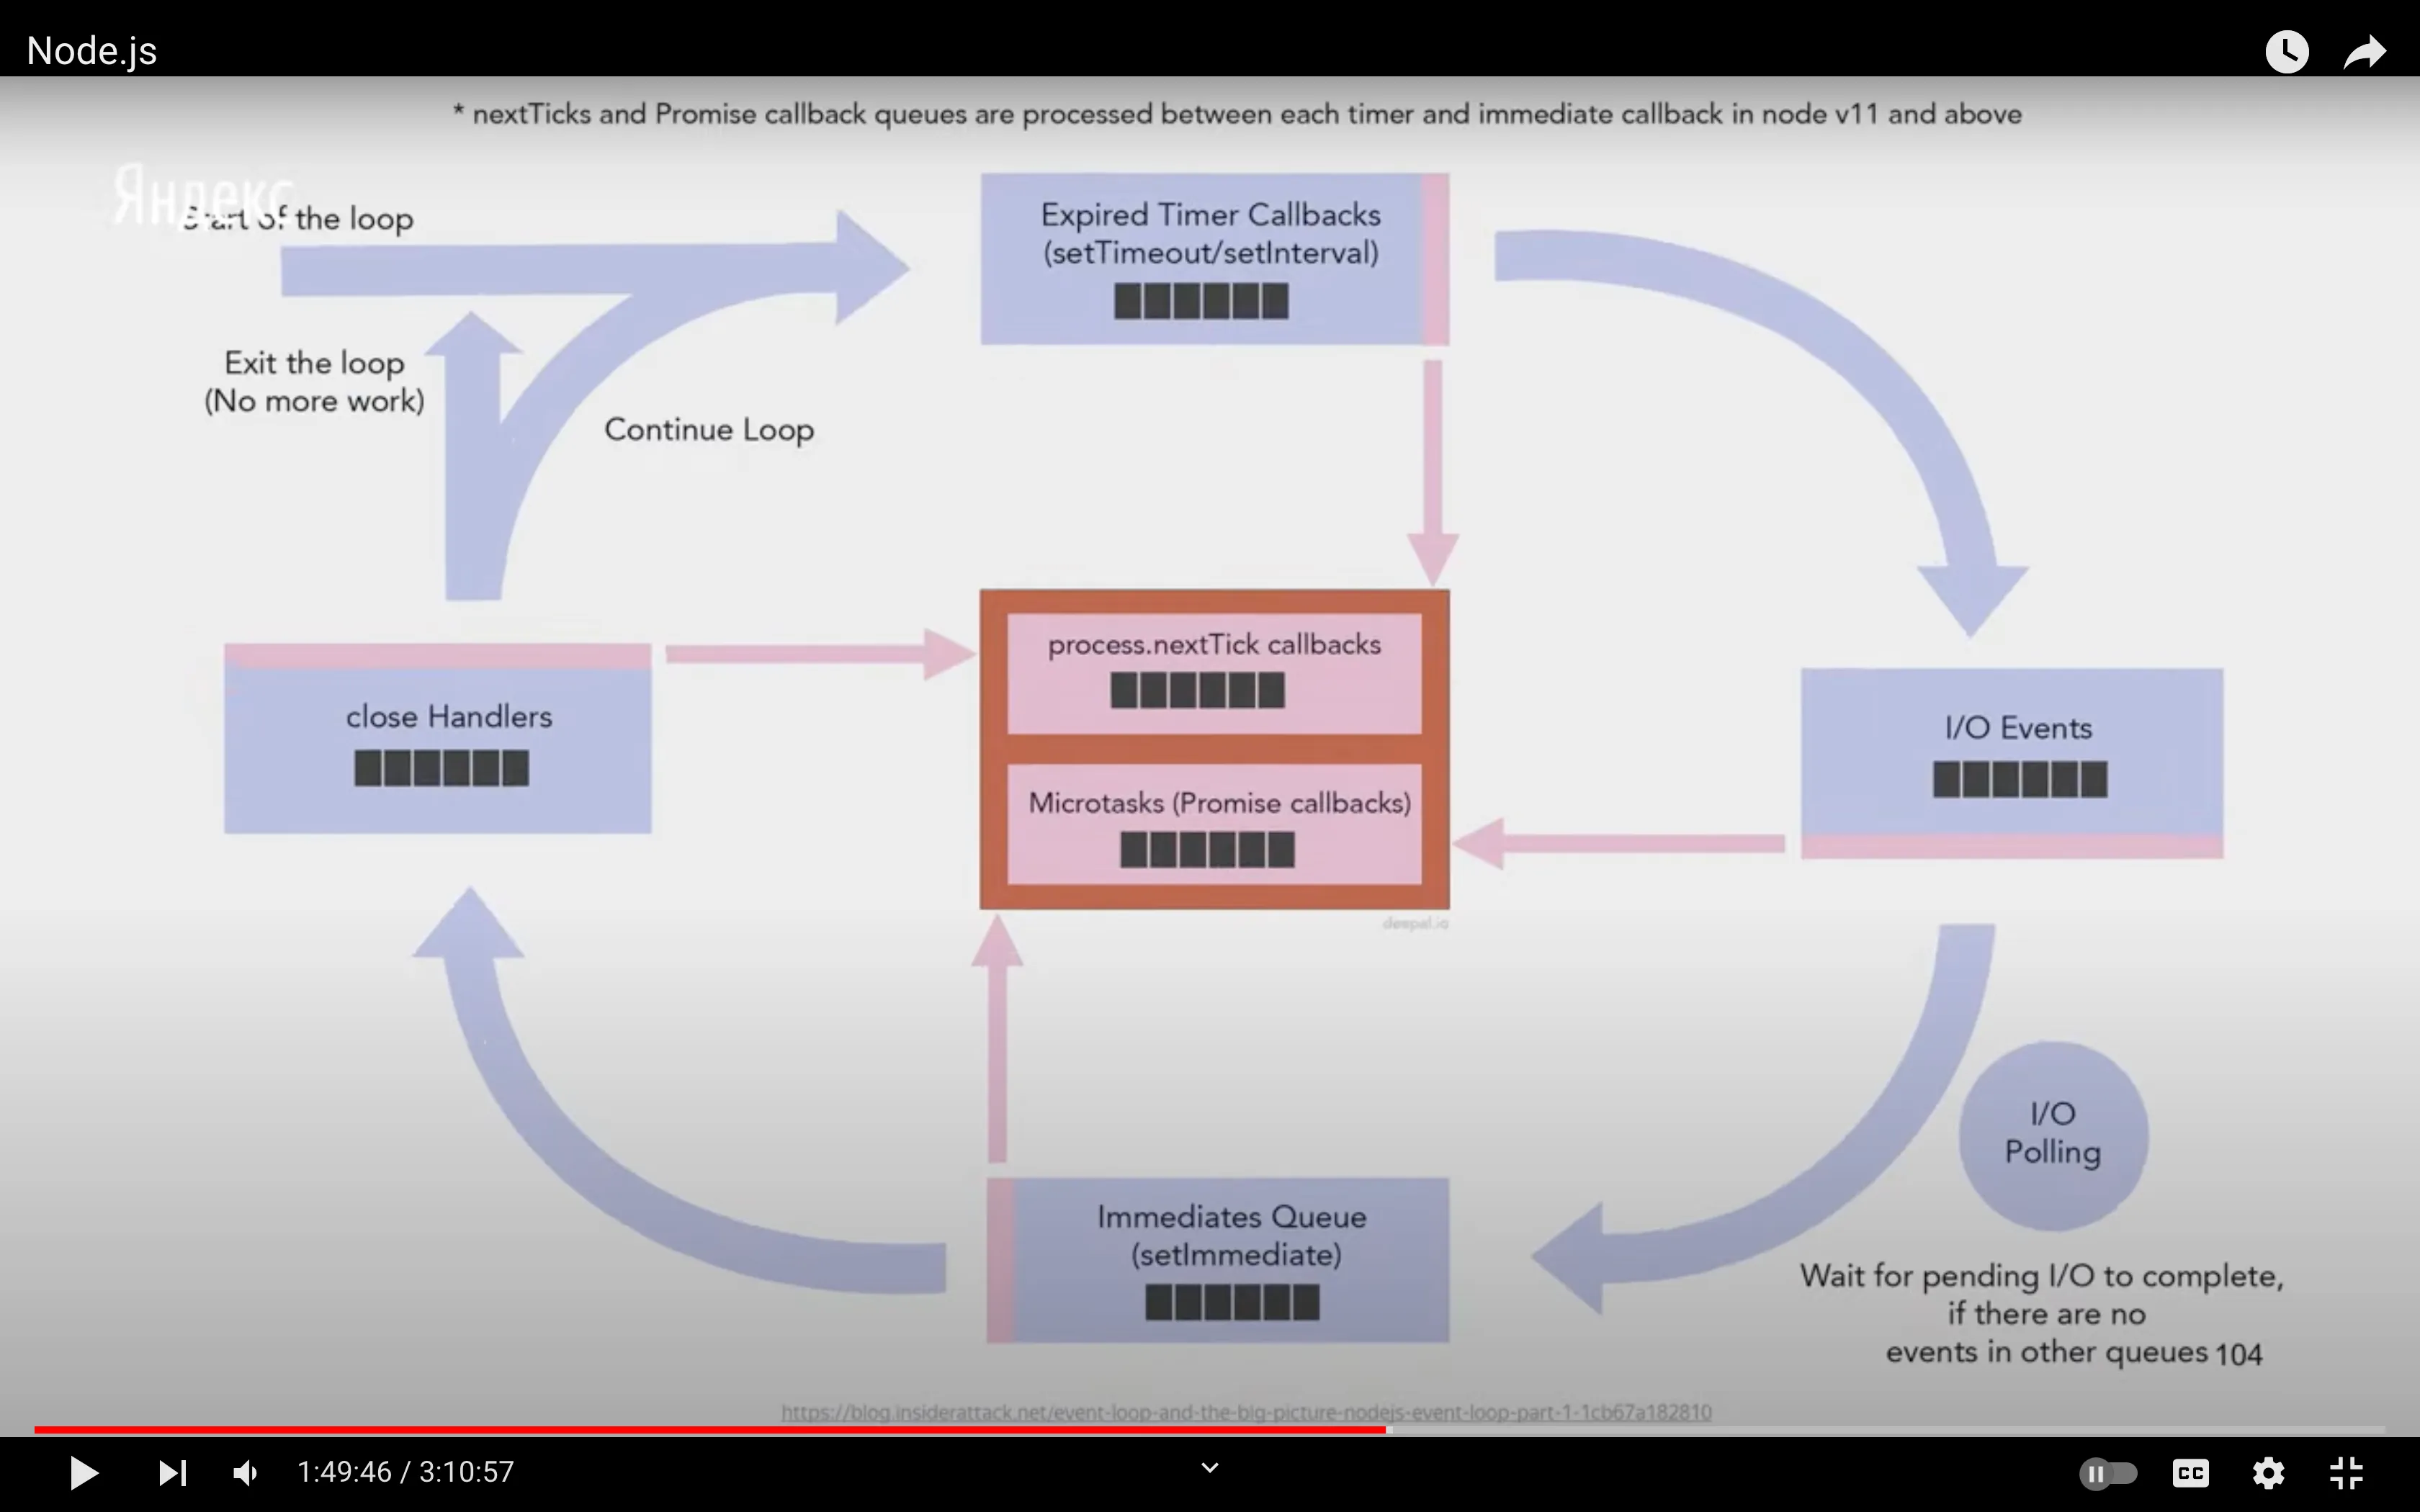 Node.js
* nextTicks and Promise callback queues are processed between each timer and immediate callback in node v11 and above
Яндекс
Start of the loop
Expired Timer Callbacks
(setTimeout/setInterval)
Exit the loop
(No more work)
Continue Loop
process.nextTick callbacks
close Handlers
I/O Events
Microtasks (Promise callbacks)
deepal.io
I/O
Polling
Immediates Queue
(setImmediate)
Wait for pending I/O to complete,
if there are no
events in other queues 104
https://blog.insiderattack.net/event-loop-and-the-big-picture-nodejs-event-loop-part-1-1cb67a182810
1:49:46 / 3:10:57
CC